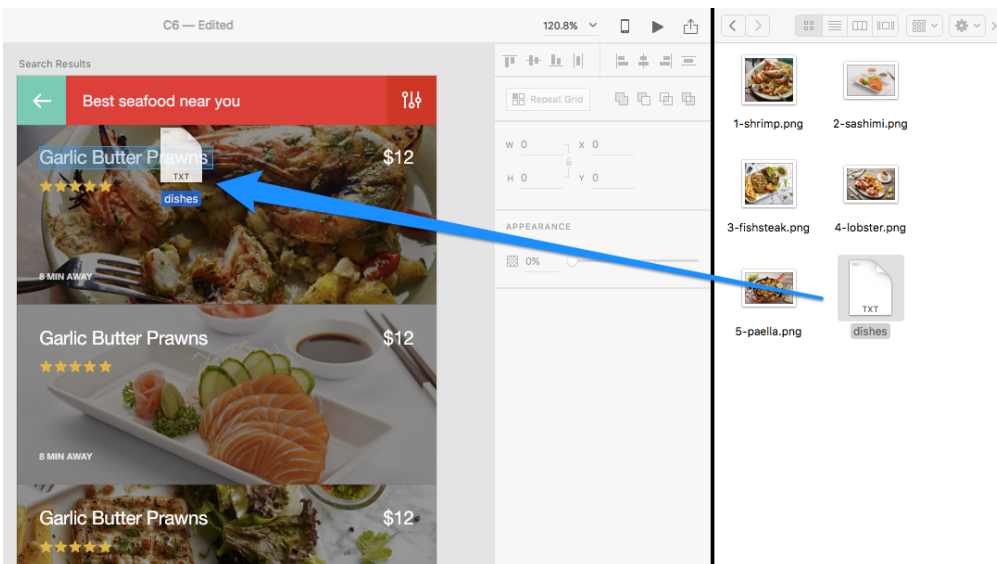 C6 — Edited
120.8%
Search Results
Best seafood near you
Garlic Butter Prawns
$12
TXT
dishes
8 MIN AWAY
Garlic Butter Prawns
$12
8 MIN AWAY
Garlic Butter Prawns
$12
Repeat Grid
W 0
X 0
H 0
Y 0
APPEARANCE
0%
1-shrimp.png
2-sashimi.png
3-fishsteak.png
4-lobster.png
TXT
5-paella.png
dishes